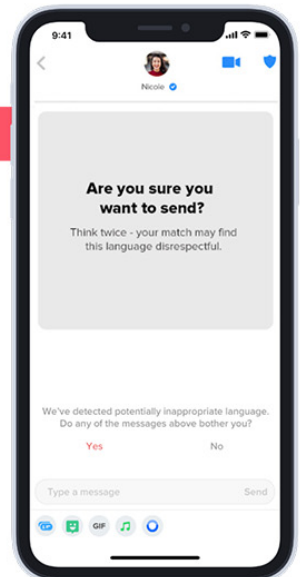 9:41
Nicole
Are you sure you
want to send?
Think twice - your match may find
this language disrespectful.
We've detected potentially inappropriate language.
Do any of the messages above bother you?
Yes No
Type a message Send
GIF